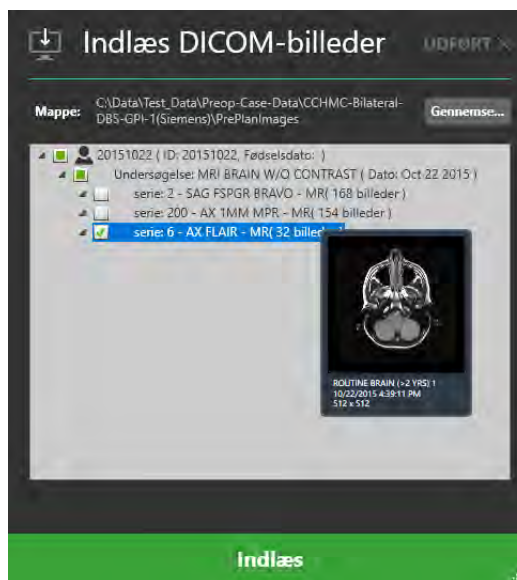 Indlæs DICOM-billeder
UDFØRT ×
Mappe:
C:\Data\Test_Data\Preop-Case-Data\CCHMC-Bilateral-
DBS-GPI-1(Siemens)\PrePlanImages
Gennemse...
20151022 ( ID: 20151022, Fødselsdato: )
Undersøgelse: MRI BRAIN W/O CONTRAST ( Dato: Oct 22 2015 )
serie: 2 - SAG FSPGR BRAVO - MR( 168 billeder )
serie: 200 - AX 1MM MPR - MR( 154 billeder )
serie: 6 - AX FLAIR - MR( 32
ROUTINE BRAIN (>2 YRS) 1
10/22/2015 4:39:11 PM
512 x 512
Indlæs